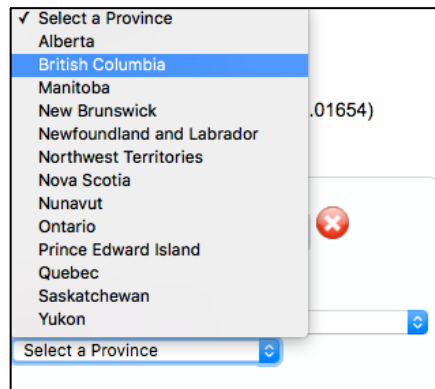 ✓ Select a Province
Alberta
British Columbia
Manitoba
New Brunswick
.01654)
Newfoundland and Labrador
Northwest Territories
Nova Scotia
Nunavut
Ontario
Prince Edward Island
Quebec
Saskatchewan
Yukon
Select a Province